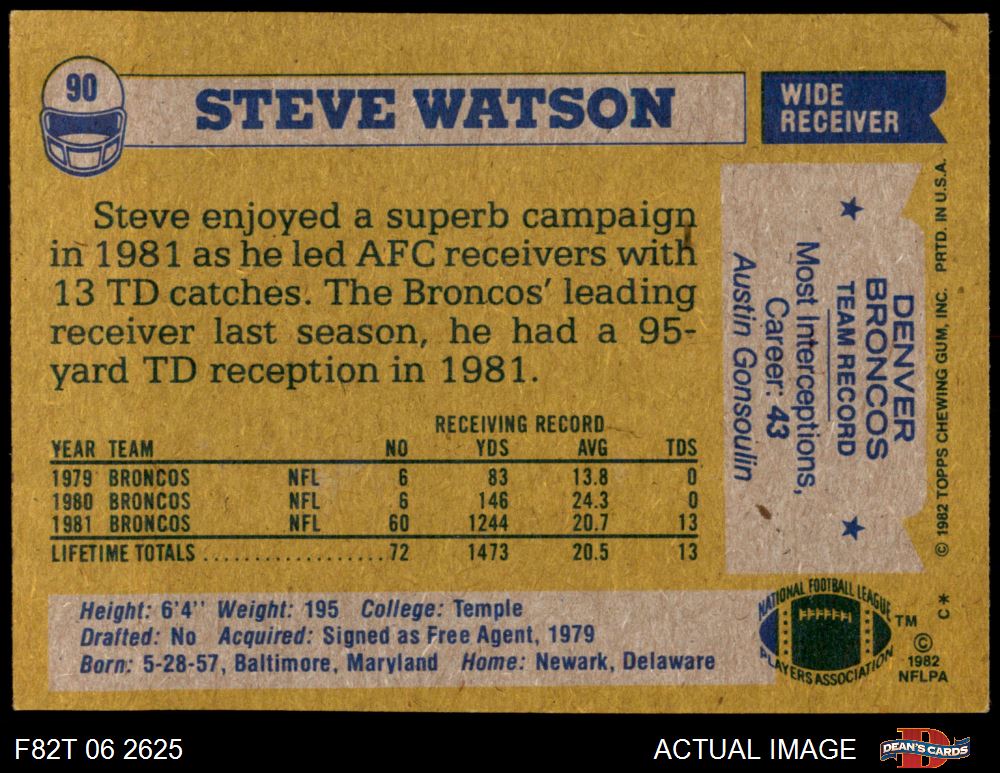 90
STEVE WATSON
WIDE
RECEIVER
Steve enjoyed a superb campaign
in 1981 as he led AFC receivers with
13 TD catches. The Broncos' leading
receiver last season, he had a 95-
yard TD reception in 1981.
RECEIVING RECORD
YEAR TEAM NO YDS AVG TDS
1979 BRONCOS NFL 6 83 13.8 0
1980 BRONCOS NFL 6 146 24.3 0
1981 BRONCOS NFL 60 1244 20.7 13
LIFETIME TOTALS..................72 1473 20.5 13
Height: 6'4" Weight: 195 College: Temple
Drafted: No Acquired: Signed as Free Agent, 1979
Born: 5-28-57, Baltimore, Maryland Home: Newark, Delaware
DENVER
BRONCOS
TEAM RECORD
Most Interceptions,
Career: 43
Austin Gonsoulin
© 1982 TOPPS CHEWING GUM, INC. PRTD. IN U.S.A.
C*
NATIONAL FOOTBALL LEAGUE
PLAYERS ASSOCIATION
TM
©
1982
NFLPA
F82T 06 2625
ACTUAL IMAGE
DEAN'S CARDS